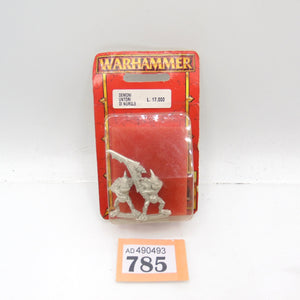 WARHAMMER
DEMONI
UNTORI
DI NURGLE
L. 17.000
AD 490493
785